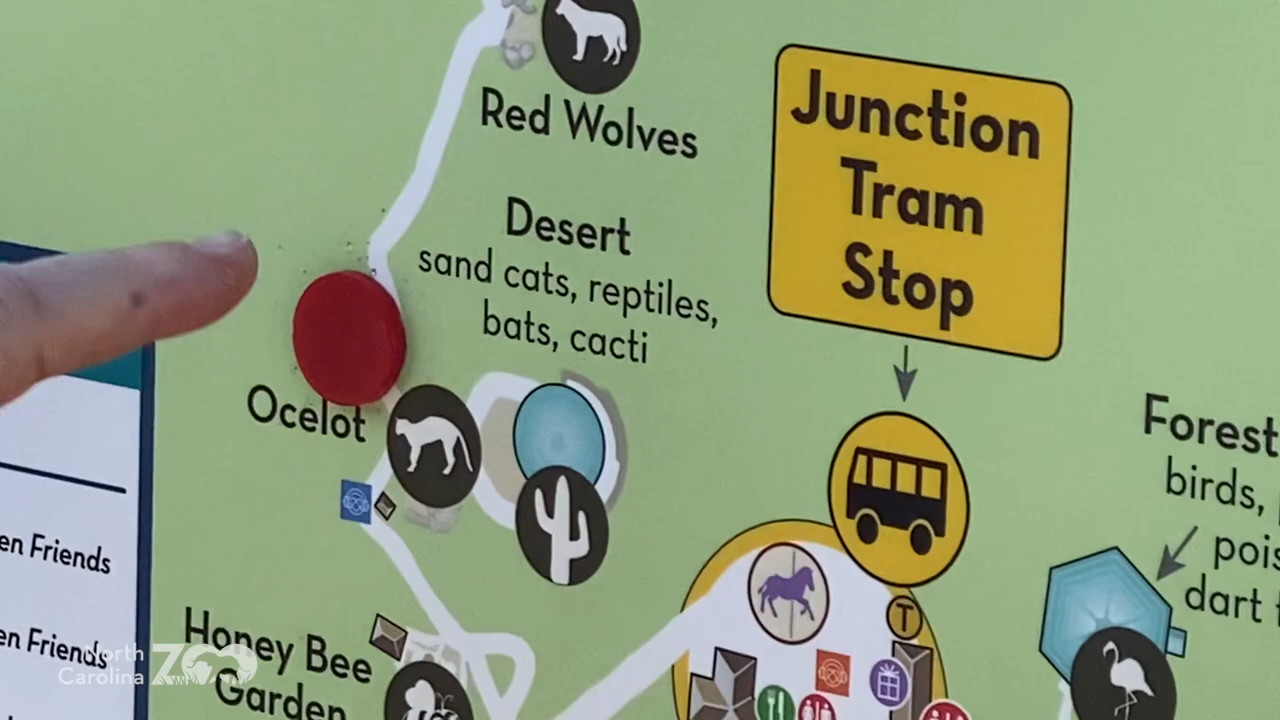 Red Wolves
Junction
Tram
Stop
Desert
sand cats, reptiles,
bats, cacti
Ocelot
Forest
birds,
dart
en Friends
en Friends
Honey Bee
Garden
T
North
Carolina ZOO